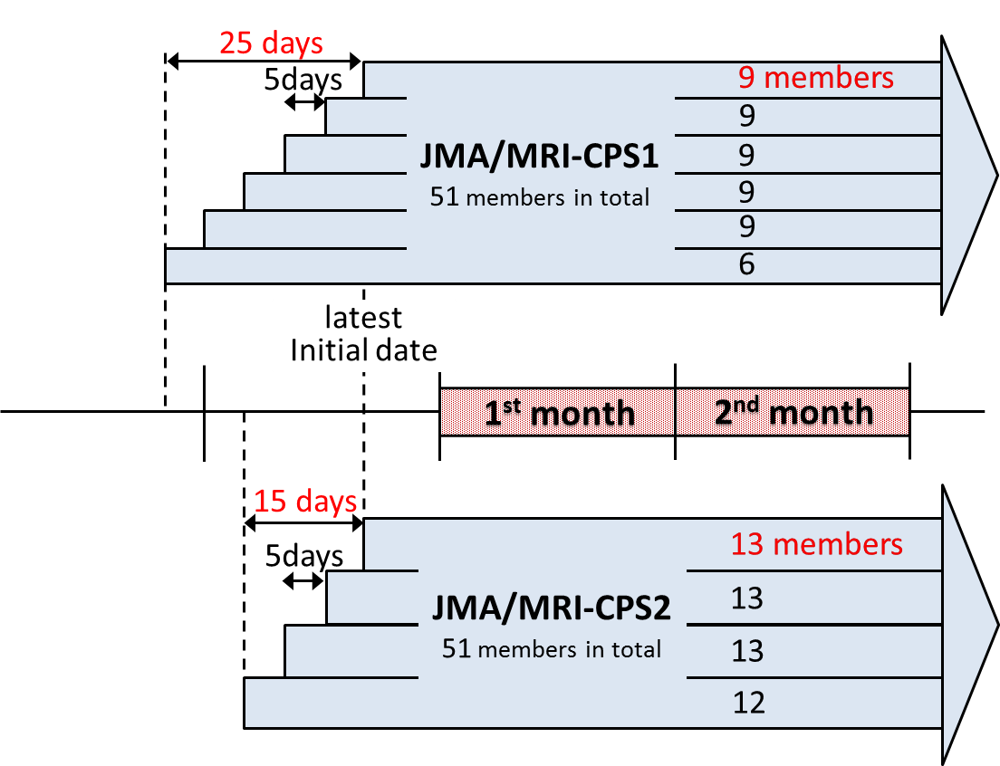 25 days
5days
9 members
9
JMA/MRI-CPS1
9
51 members in total
9
9
6
latest
Initial date
1st month
2nd month
15 days
5days
13 members
13
JMA/MRI-CPS2
51 members in total
13
12